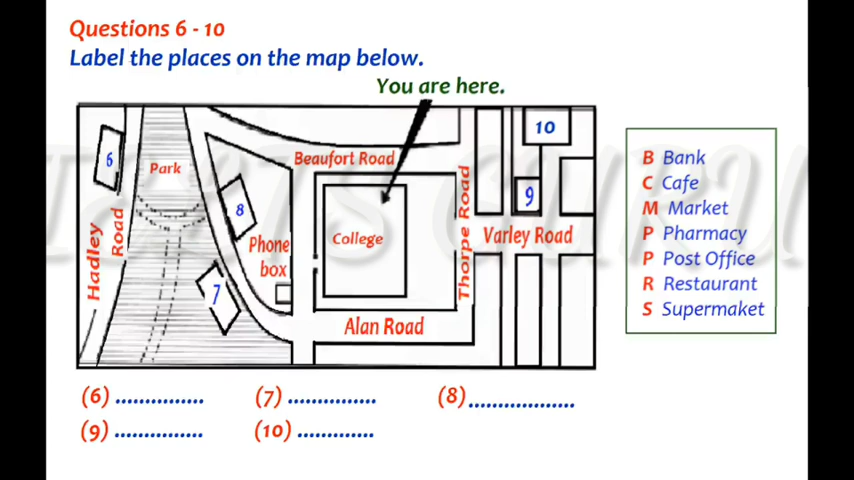 Questions 6 - 10
Label the places on the map below.
You are here.
10
Beaufort Road
B Bank
6
Park
C Cafe
9
8
M Market
Hadley
Road
Phone
box
College
Thorpe Road
Varley Road
P Pharmacy
P Post Office
7
R Restaurant
Alan Road
S Supermaket
(6) ...............
(7) ...............
(8) ..................
(9) ...............
(10) .............
IELTS GURU